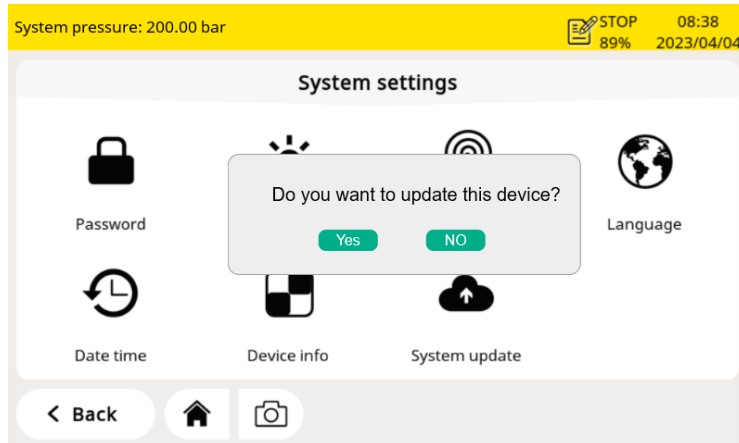 System pressure: 200.00 bar
STOP
89%
08:38
2023/04/04
System settings
Do you want to update this device?
Yes
NO
Password
Language
Date time
Device info
System update
< Back